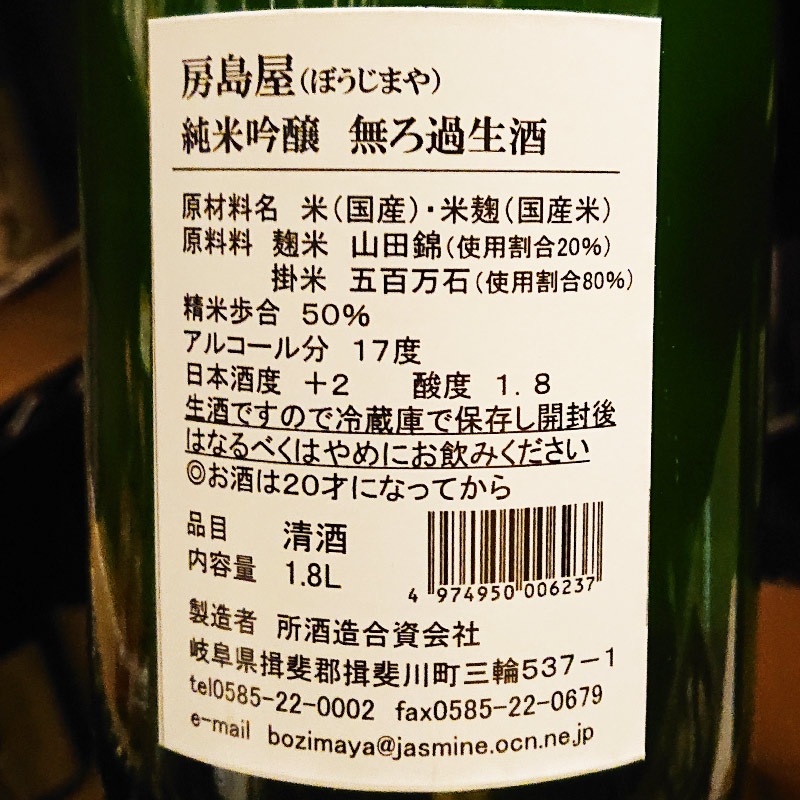 房島屋(ぼうじまや)
純米吟醸 無ろ過生酒
原材料名 米(国産)・米麹(国産米)
原料料 麹米 山田錦(使用割合20%)
掛米 五百万石(使用割合80%)
精米歩合 50%
アルコール分 17度
日本酒度 +2 酸度 1.8
生酒ですので冷蔵庫で保存し開封後
はなるべくはやめにお飲みください
◎お酒は20才になってから
品目 清酒
内容量 1.8L
4 974950 006237
製造者 所酒造合資会社
岐阜県揖斐郡揖斐川町三輪537-1
tel0585-22-0002 fax0585-22-0679
e-mail bozimaya@jasmine.ocn.ne.jp